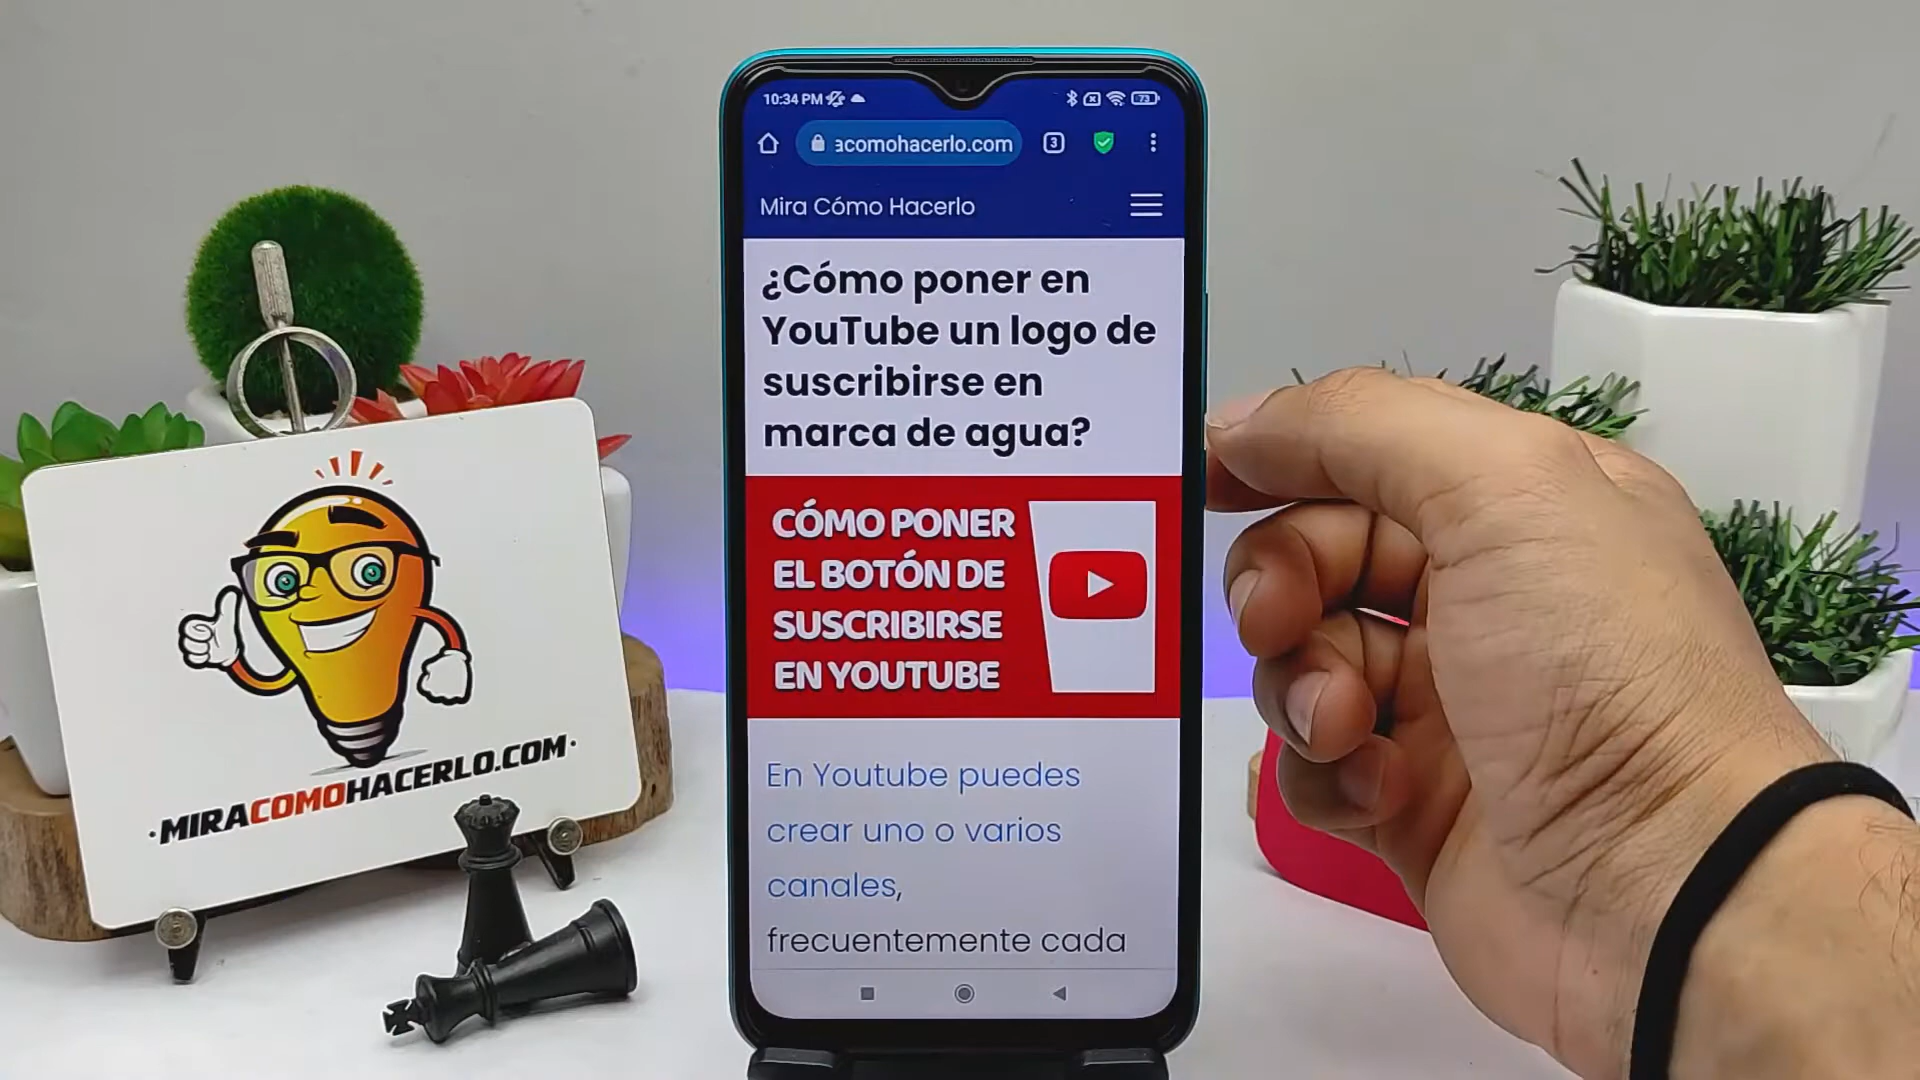 10:34 PM
73
acomohacerlo.com
3
Mira Cómo Hacerlo
¿Cómo poner en
YouTube un logo de
suscribirse en
marca de agua?
CÓMO PONER
EL BOTÓN DE
SUSCRIBIRSE
EN YOUTUBE
En Youtube puedes
crear uno o varios
canales,
frecuentemente cada
·MIRACOMOHACERLO.COM·